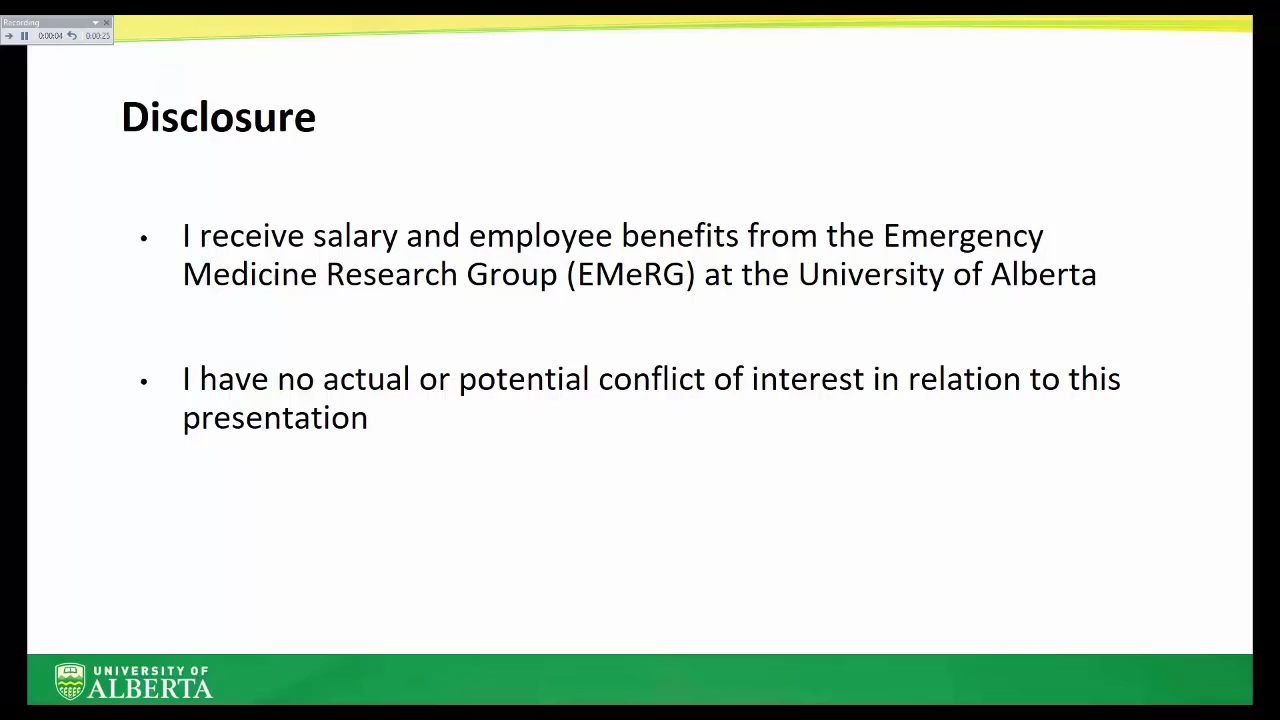 Recording
0:00:04 0:00:25
Disclosure
• I receive salary and employee benefits from the Emergency
Medicine Research Group (EMeRG) at the University of Alberta
• I have no actual or potential conflict of interest in relation to this
presentation
UNIVERSITY OF
ALBERTA